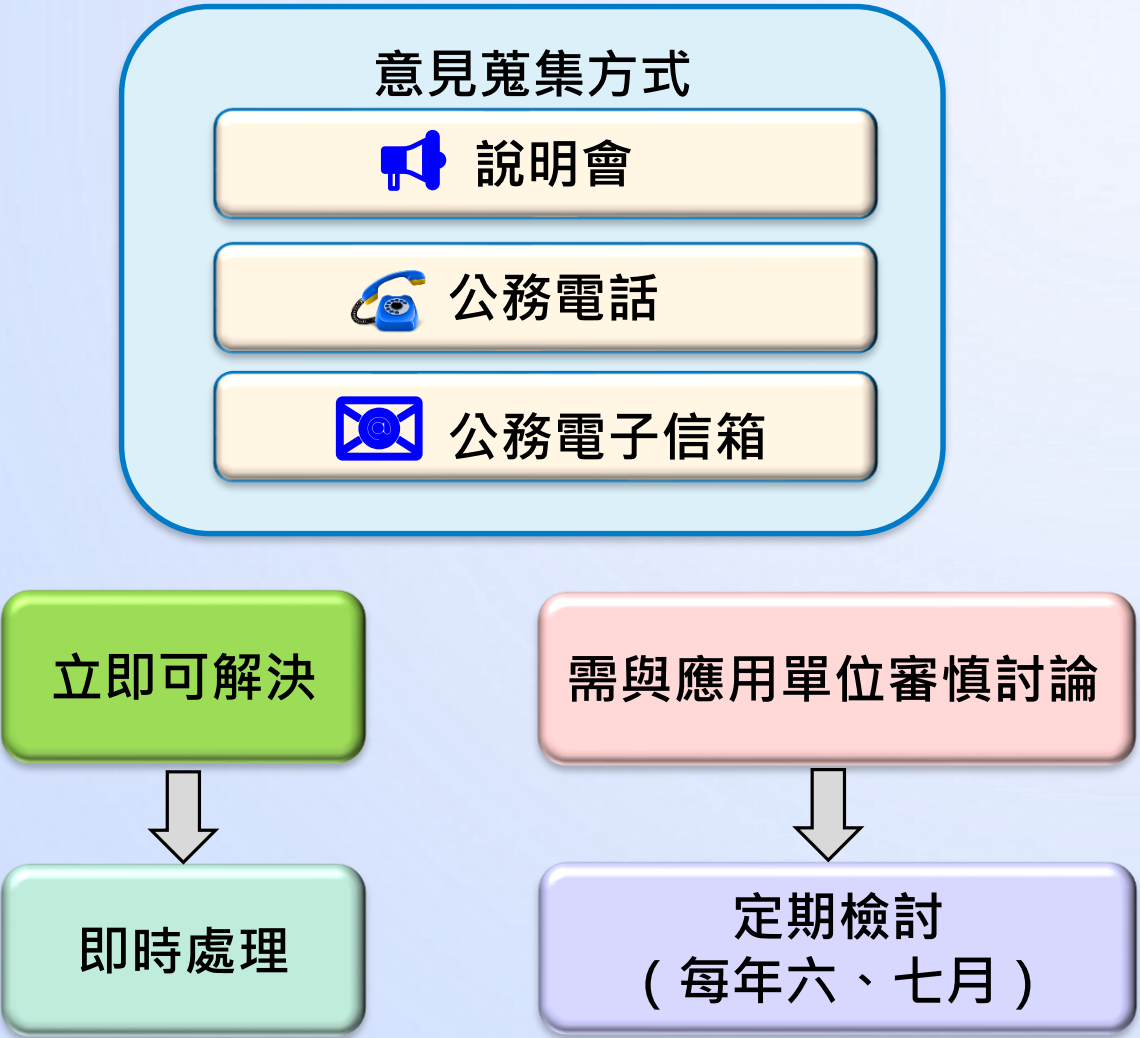 意見蒐集方式
說明會
公務電話
@ 公務電子信箱
立即可解決
需與應用單位審慎討論
即時處理
定期檢討
(每年六、七月)